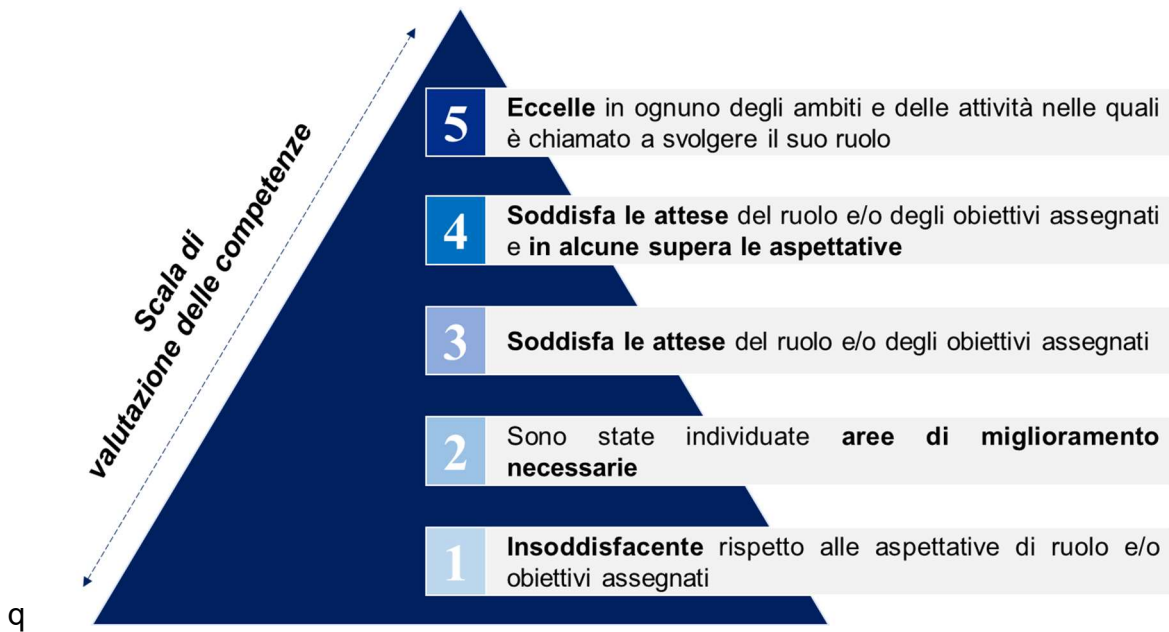 Scala di
valutazione delle competenze
5
Eccelle in ognuno degli ambiti e delle attività nelle quali
è chiamato a svolgere il suo ruolo
4
Soddisfa le attese del ruolo e/o degli obiettivi assegnati
e in alcune supera le aspettative
3
Soddisfa le attese del ruolo e/o degli obiettivi assegnati
2
Sono state individuate aree di miglioramento
necessarie
1
Insoddisfacente rispetto alle aspettative di ruolo e/o
obiettivi assegnati
q